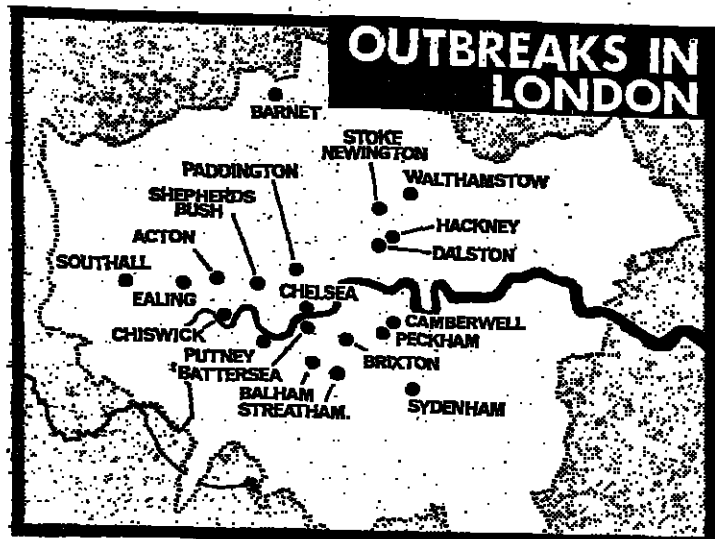 OUTBREAKS IN
LONDON
BARNET
STOKE
NEWINGTON
PADDINGTON
WALTHAMSTOW
SHEPHERDS
BUSH
HACKNEY
ACTON
DALSTON
SOUTHALL
EALING
CHELSEA
CHISWICK
CAMBERWELL
PECKHAM
PUTNEY
BATTERSEA
BRIXTON
BALHAM
STREATHAM.
SYDENHAM